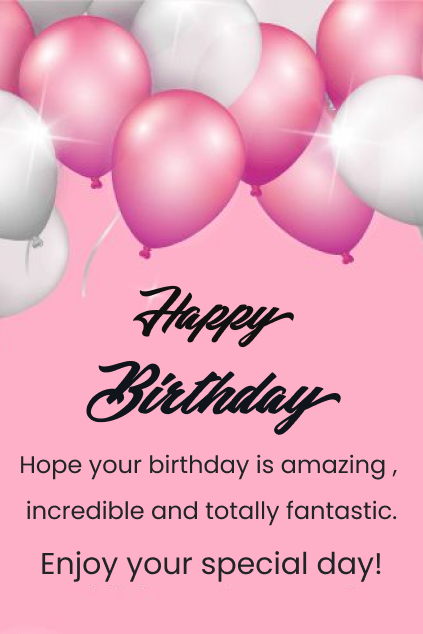 Happy
Birthday
Hope your birthday is amazing ,
incredible and totally fantastic.
Enjoy your special day!